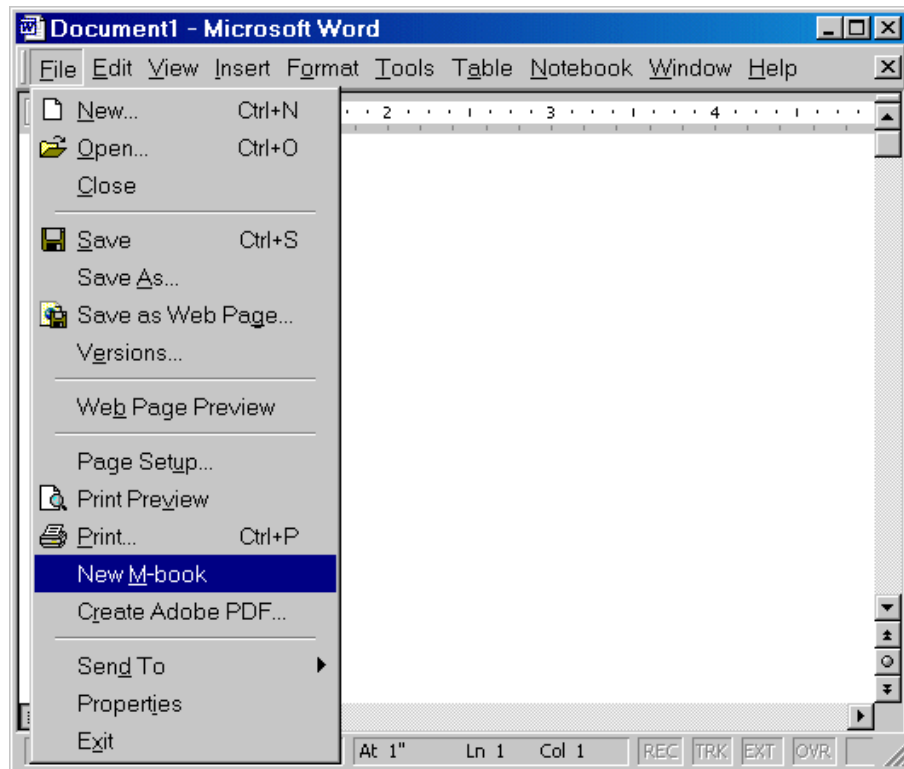 Document1 - Microsoft Word
File Edit View Insert Format Tools Table Notebook Window Help
New... Ctrl+N
2 3 4
Open... Ctrl+O
Close
Save Ctrl+S
Save As...
Save as Web Page...
Versions...
Web Page Preview
Page Setup...
Print Preview
Print... Ctrl+P
New M-book
Create Adobe PDF...
Send To
Properties
Exit
At 1" Ln 1 Col 1 REC TRK EXT OVR